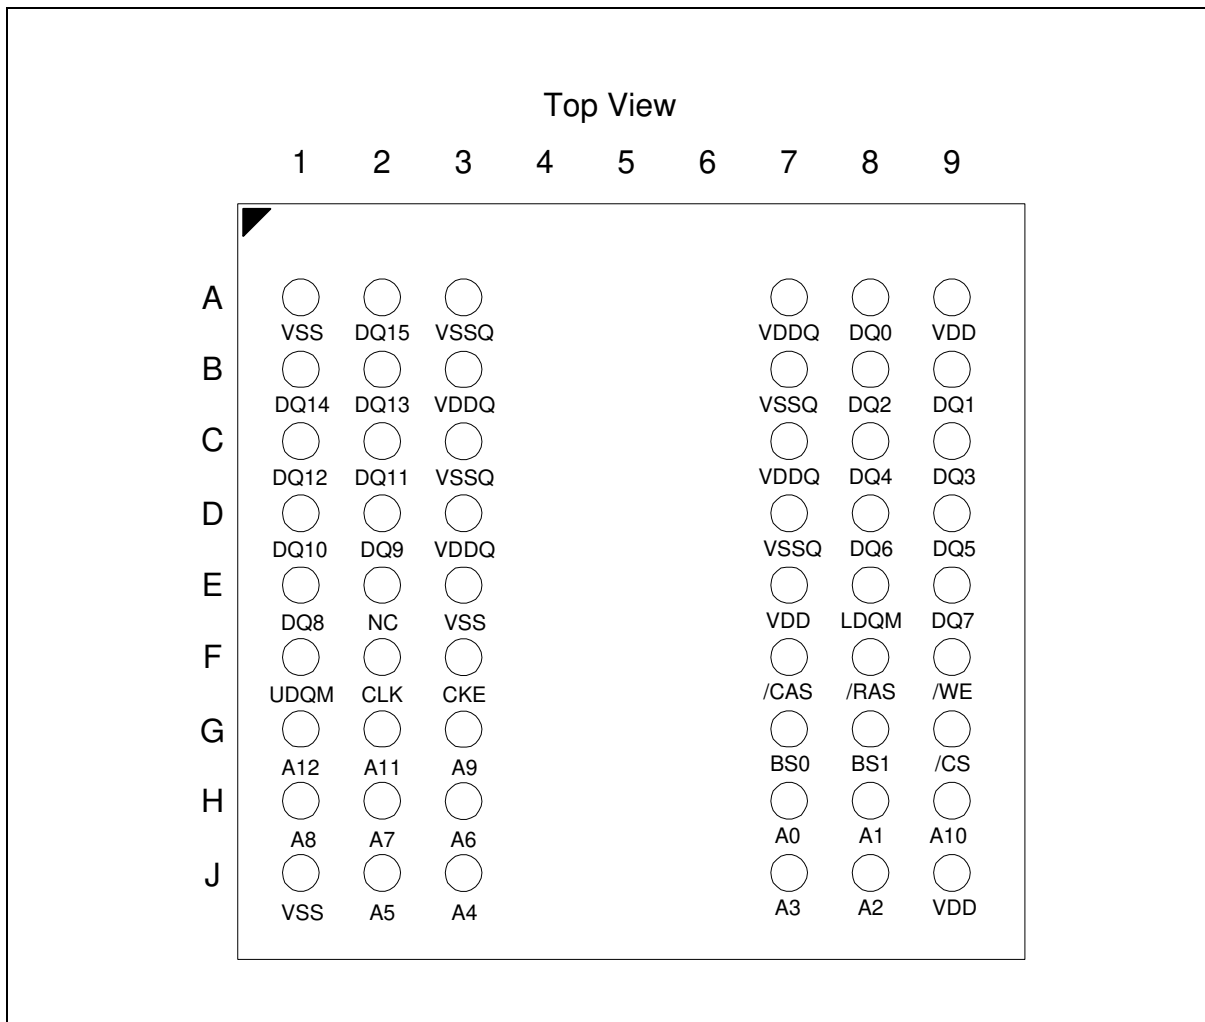 Top View
1 2 3 4 5 6 7 8 9
A
VSS DQ15 VSSQ VDDQ DQ0 VDD
B
DQ14 DQ13 VDDQ VSSQ DQ2 DQ1
C
DQ12 DQ11 VSSQ VDDQ DQ4 DQ3
D
DQ10 DQ9 VDDQ VSSQ DQ6 DQ5
E
DQ8 NC VSS VDD LDQM DQ7
F
UDQM CLK CKE /CAS /RAS /WE
G
A12 A11 A9 BS0 BS1 /CS
H
A8 A7 A6 A0 A1 A10
J
VSS A5 A4 A3 A2 VDD